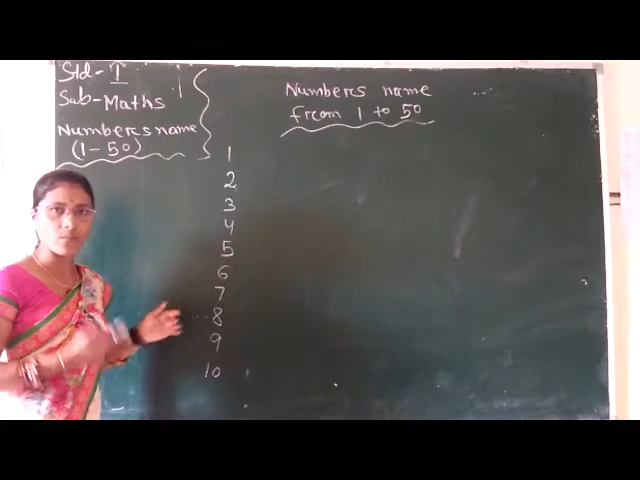 Std - I
Sub - Maths
Numbers name
(1 - 50)
Numbers name
from 1 to 50
1
2
3
4
5
6
7
8
9
10